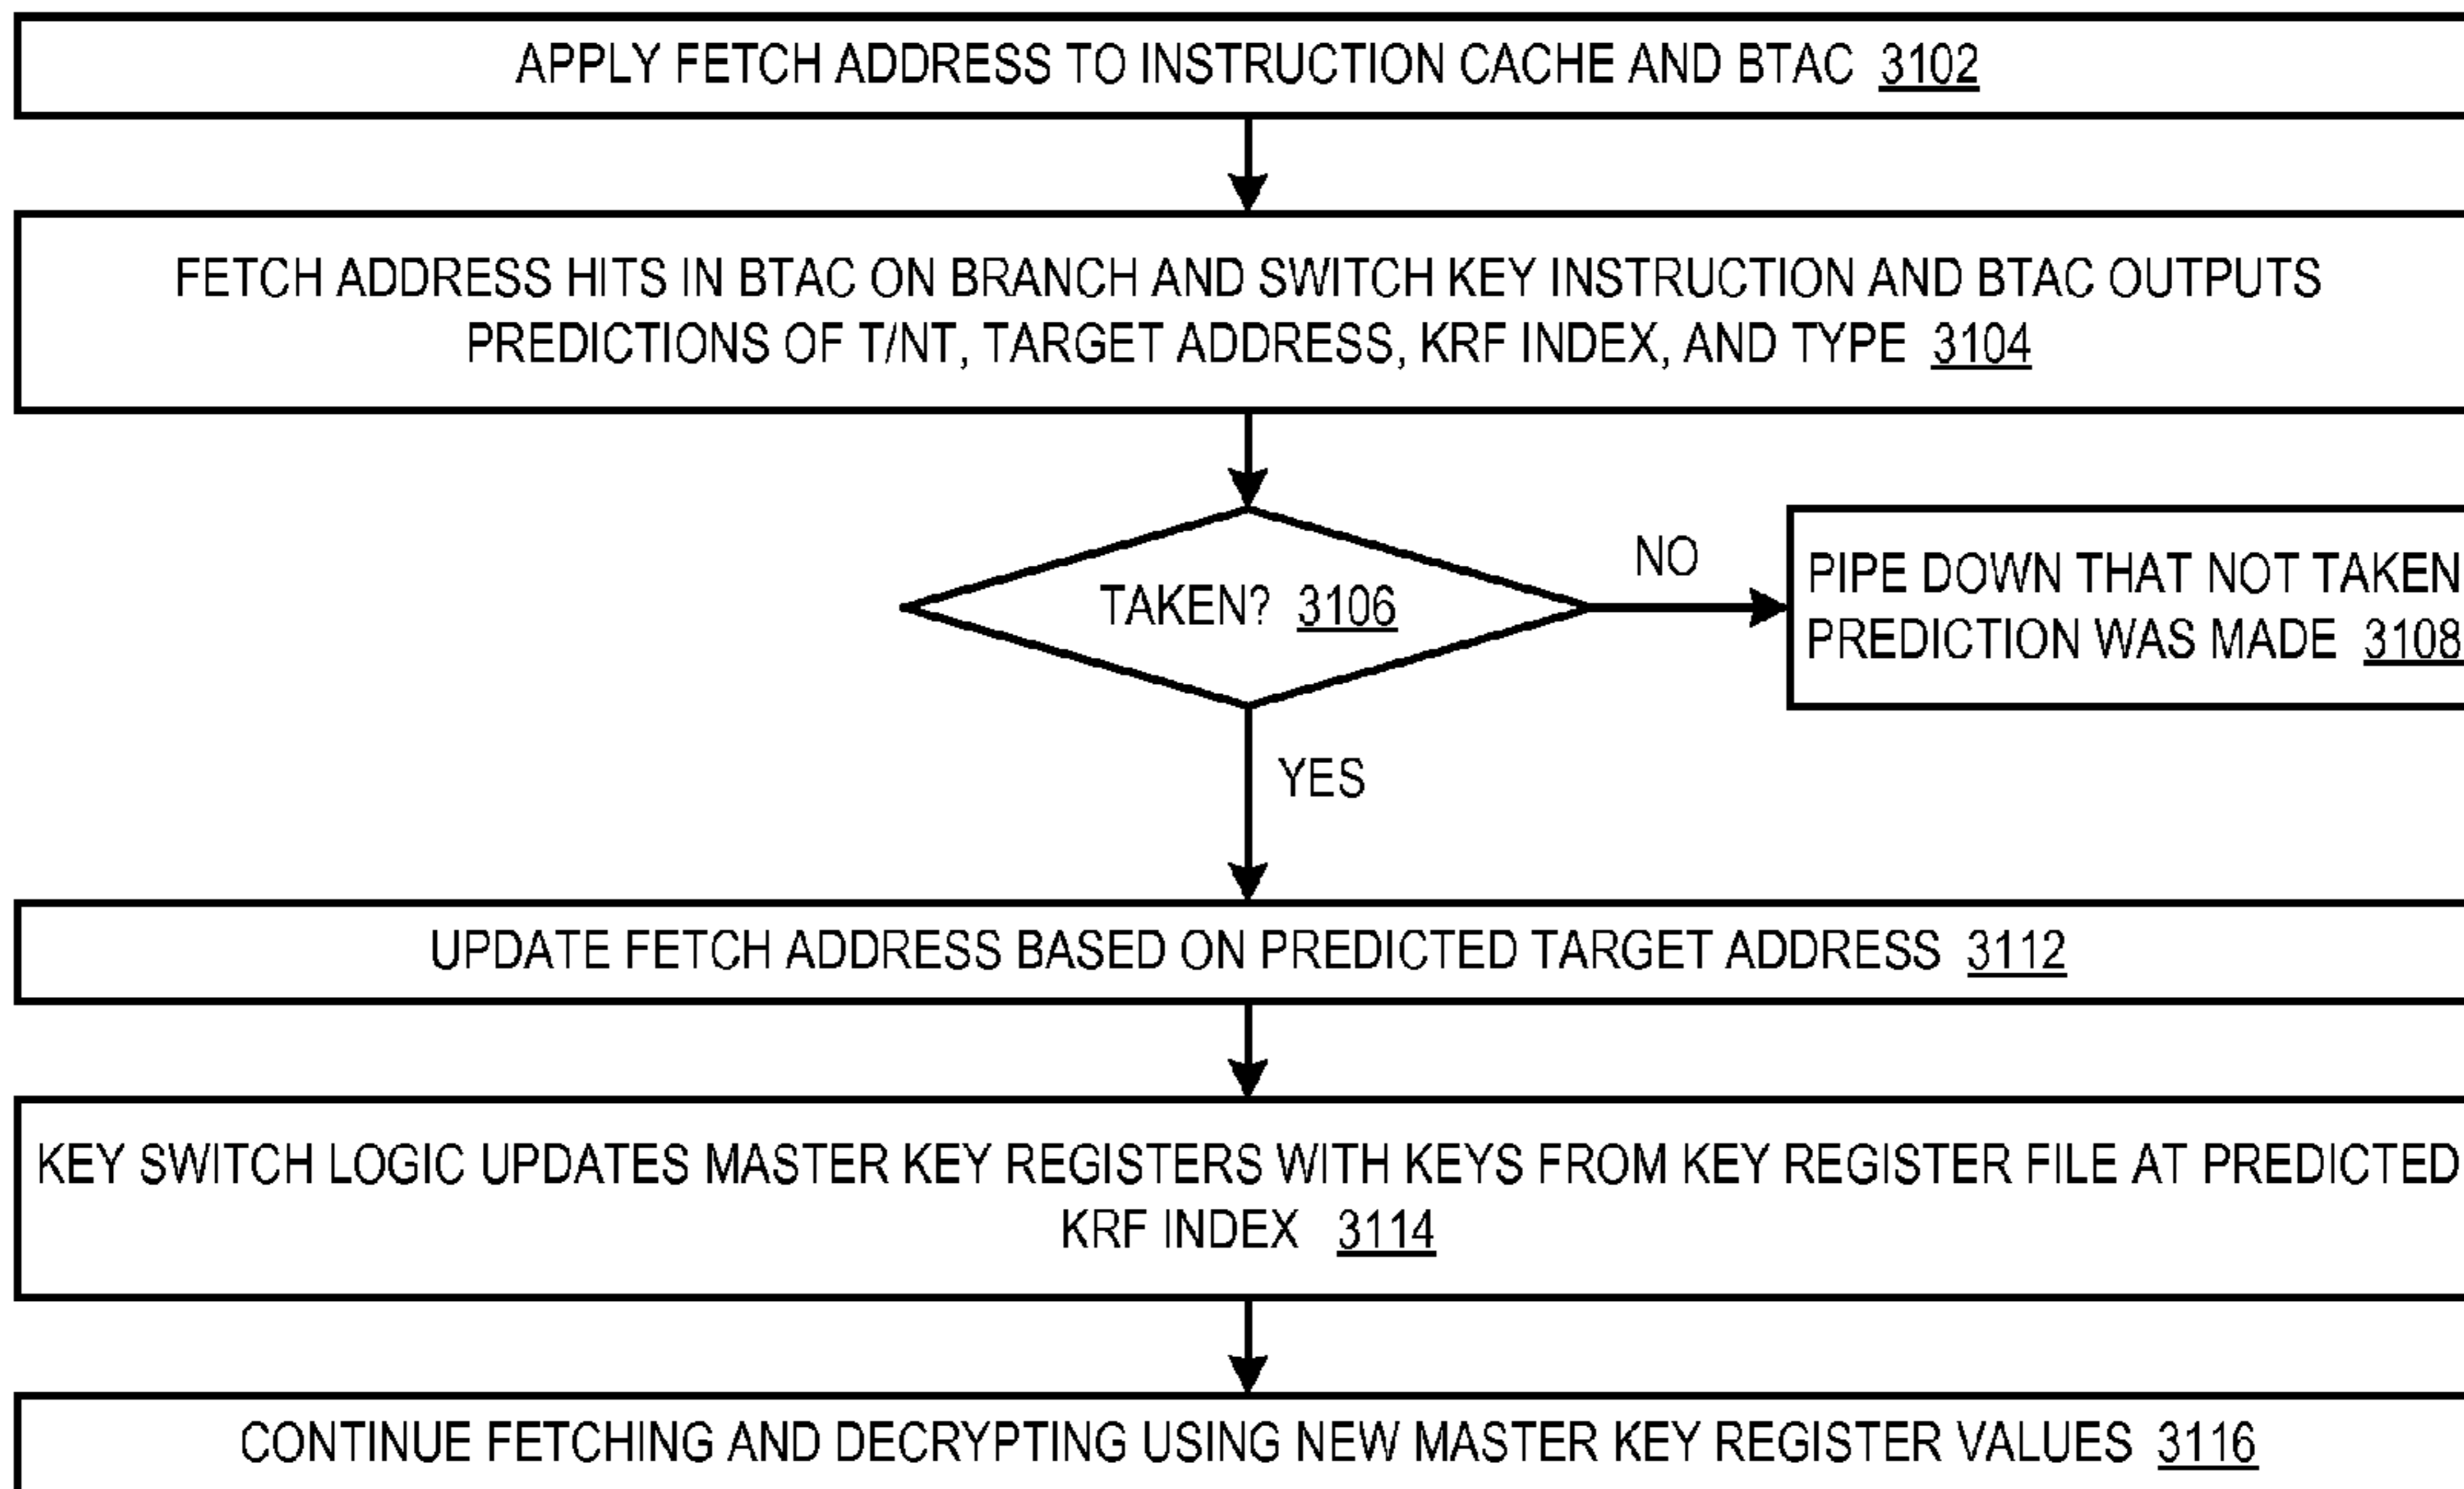 APPLY FETCH ADDRESS TO INSTRUCTION CACHE AND BTAC 3102
FETCH ADDRESS HITS IN BTAC ON BRANCH AND SWITCH KEY INSTRUCTION AND BTAC OUTPUTS
PREDICTIONS OF T/NT, TARGET ADDRESS, KRF INDEX, AND TYPE 3104
TAKEN? 3106
NO
PIPE DOWN THAT NOT TAKEN
PREDICTION WAS MADE 3108
YES
UPDATE FETCH ADDRESS BASED ON PREDICTED TARGET ADDRESS 3112
KEY SWITCH LOGIC UPDATES MASTER KEY REGISTERS WITH KEYS FROM KEY REGISTER FILE AT PREDICTED
KRF INDEX 3114
CONTINUE FETCHING AND DECRYPTING USING NEW MASTER KEY REGISTER VALUES 3116